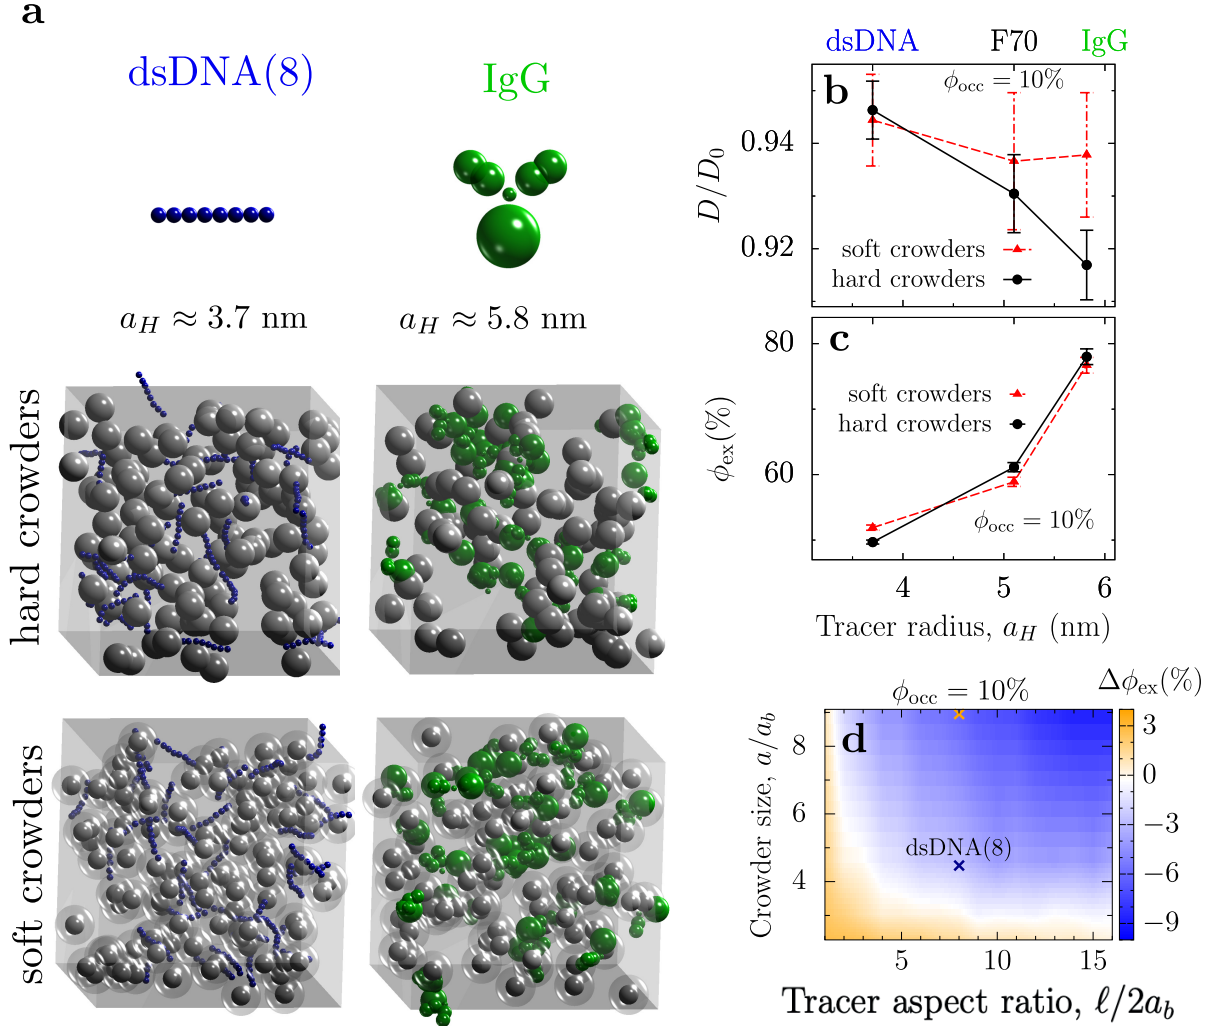 a
dsDNA(8)
IgG
a_H ≈ 3.7 nm
a_H ≈ 5.8 nm
hard crowders
soft crowders
dsDNA
F70
IgG
b
ϕ_occ = 10%
0.94
0.92
D/D_0
soft crowders
hard crowders
c
80
60
ϕ_ex(%)
soft crowders
hard crowders
ϕ_occ = 10%
4
5
6
Tracer radius, a_H (nm)
ϕ_occ = 10%
Δϕ_ex(%)
d
8
6
4
Crowder size, a/a_b
dsDNA(8)
3
0
−3
−6
−9
5
10
15
Tracer aspect ratio, ℓ/2a_b